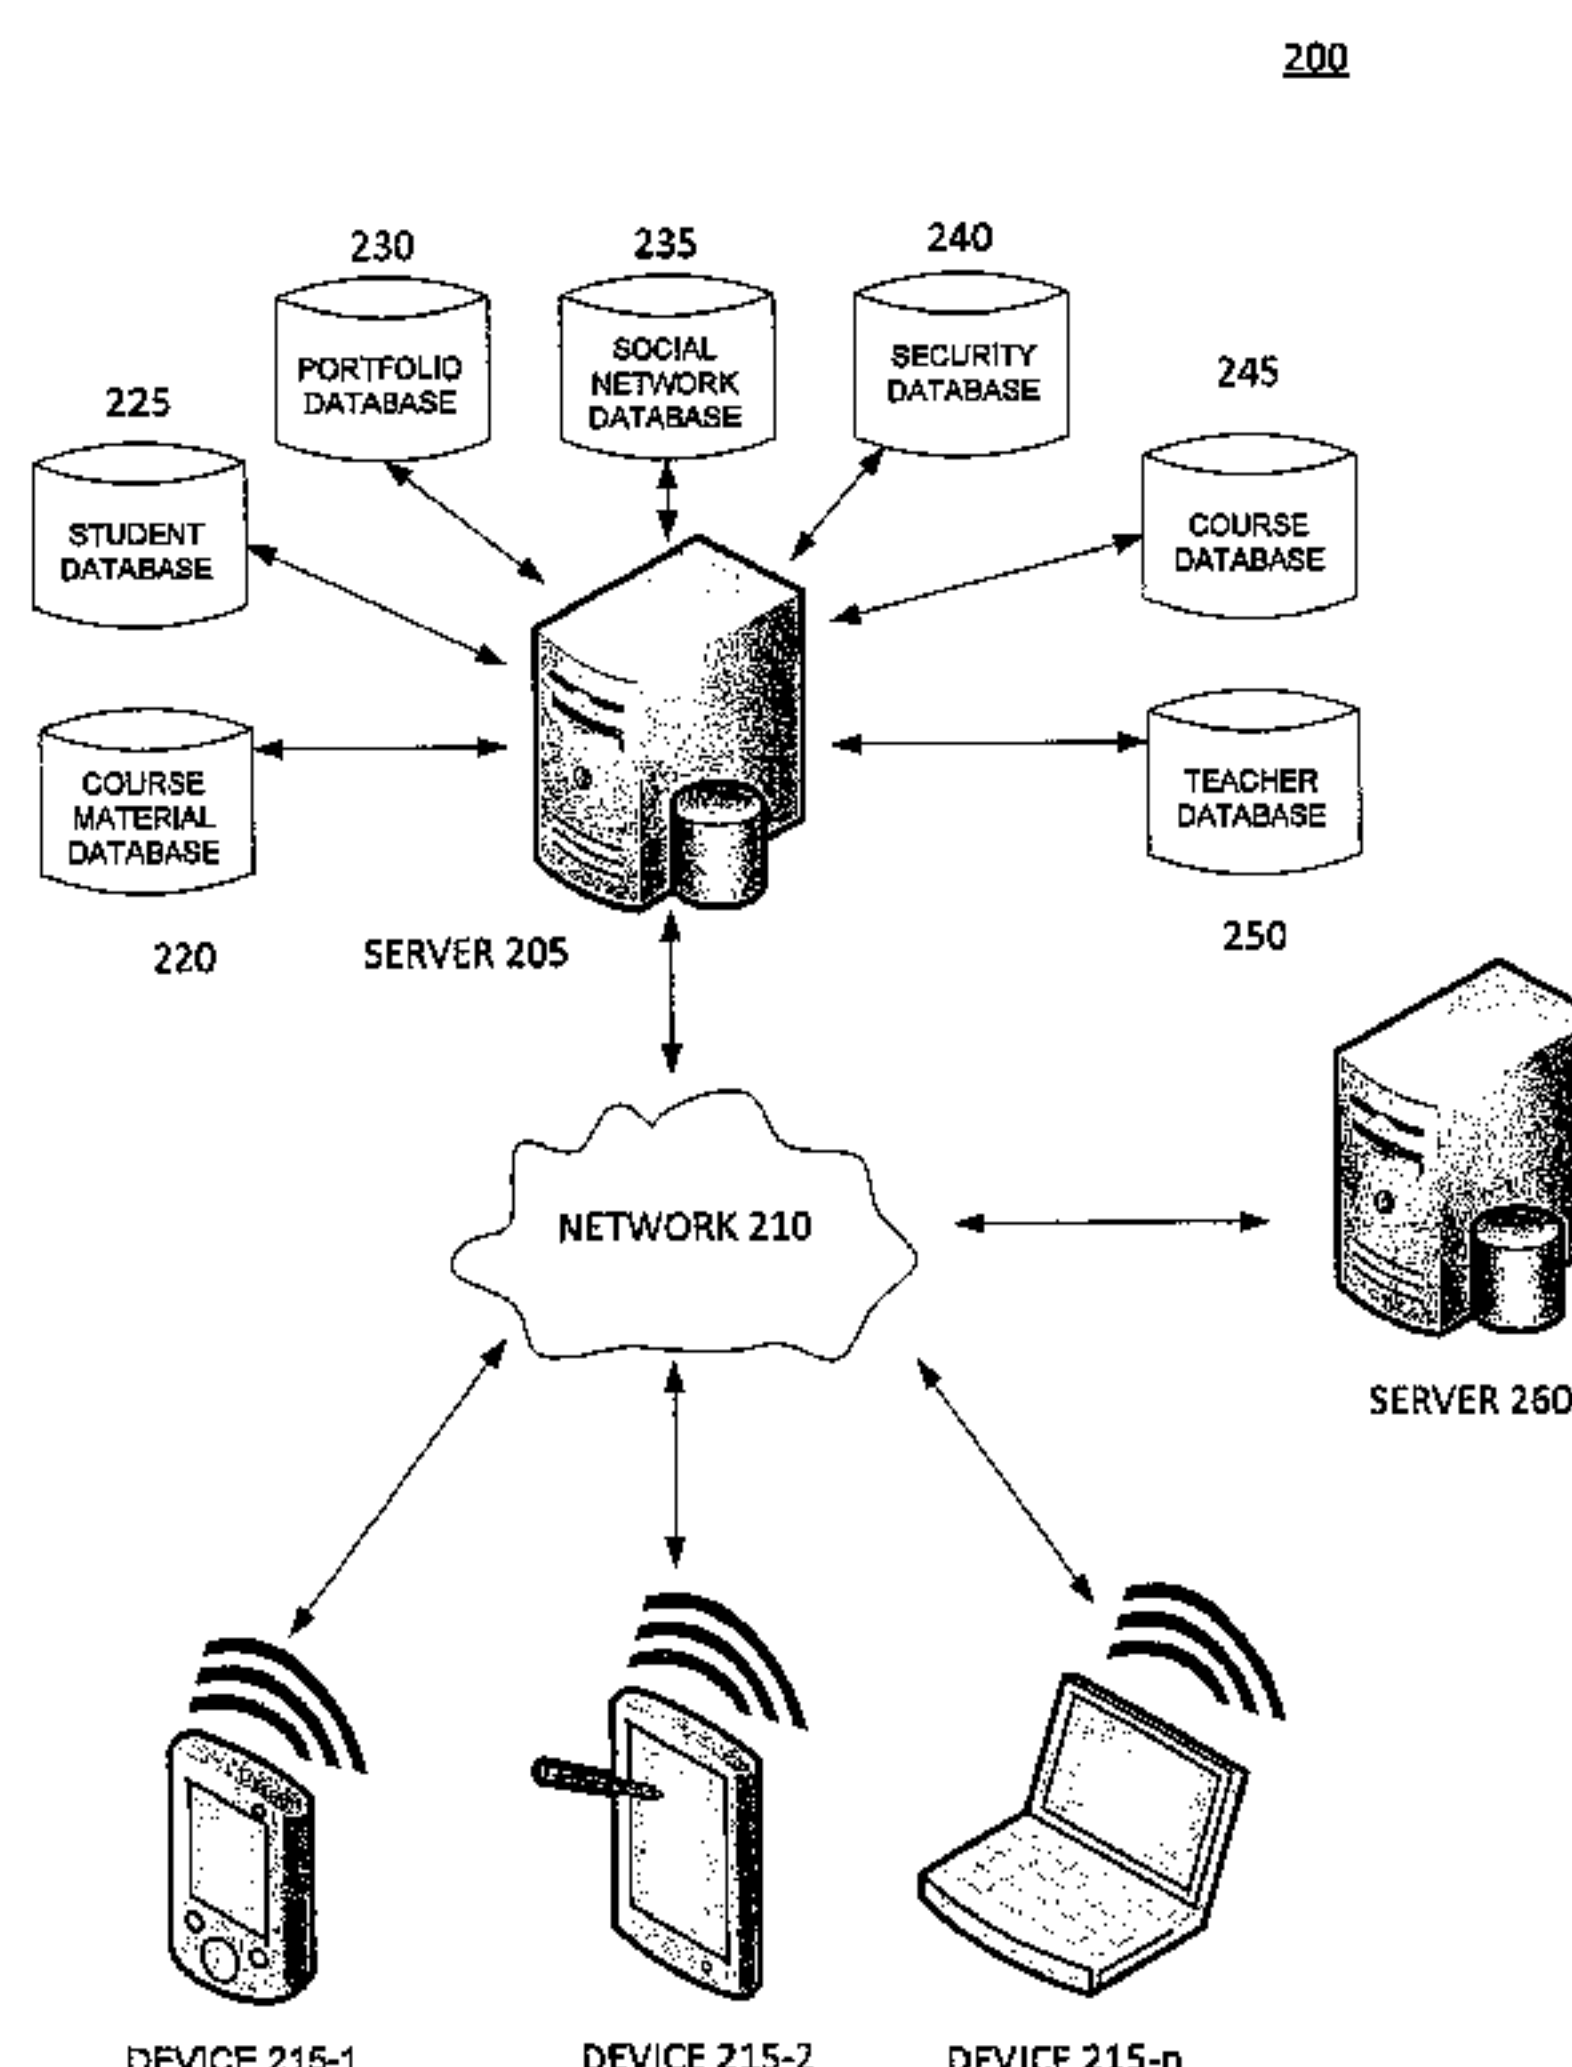 200
230
235
240
PORTFOLIO
DATABASE
SOCIAL
NETWORK
DATABASE
SECURITY
DATABASE
225
245
STUDENT
DATABASE
COURSE
DATABASE
COURSE
MATERIAL
DATABASE
TEACHER
DATABASE
220
SERVER 205
250
NETWORK 210
SERVER 260
DEVICE 215-1
DEVICE 215-2
DEVICE 215-n